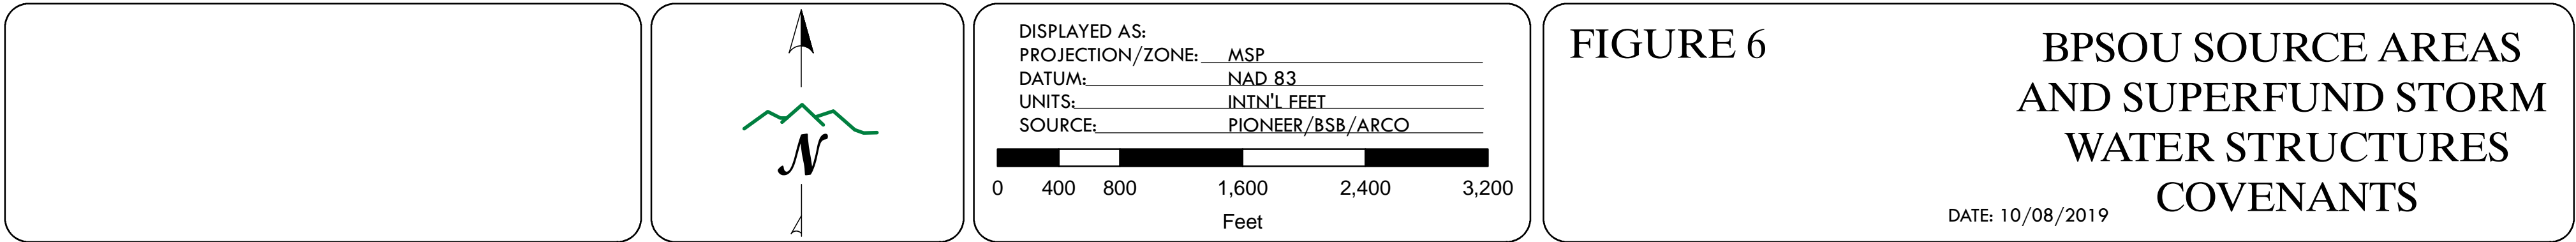 N
DISPLAYED AS:
PROJECTION/ZONE: MSP
DATUM: NAD 83
UNITS: INTN'L FEET
SOURCE: PIONEER/BSB/ARCO
0 400 800 1,600 2,400 3,200
Feet
FIGURE 6
BPSOU SOURCE AREAS
AND SUPERFUND STORM
WATER STRUCTURES
COVENANTS
DATE: 10/08/2019